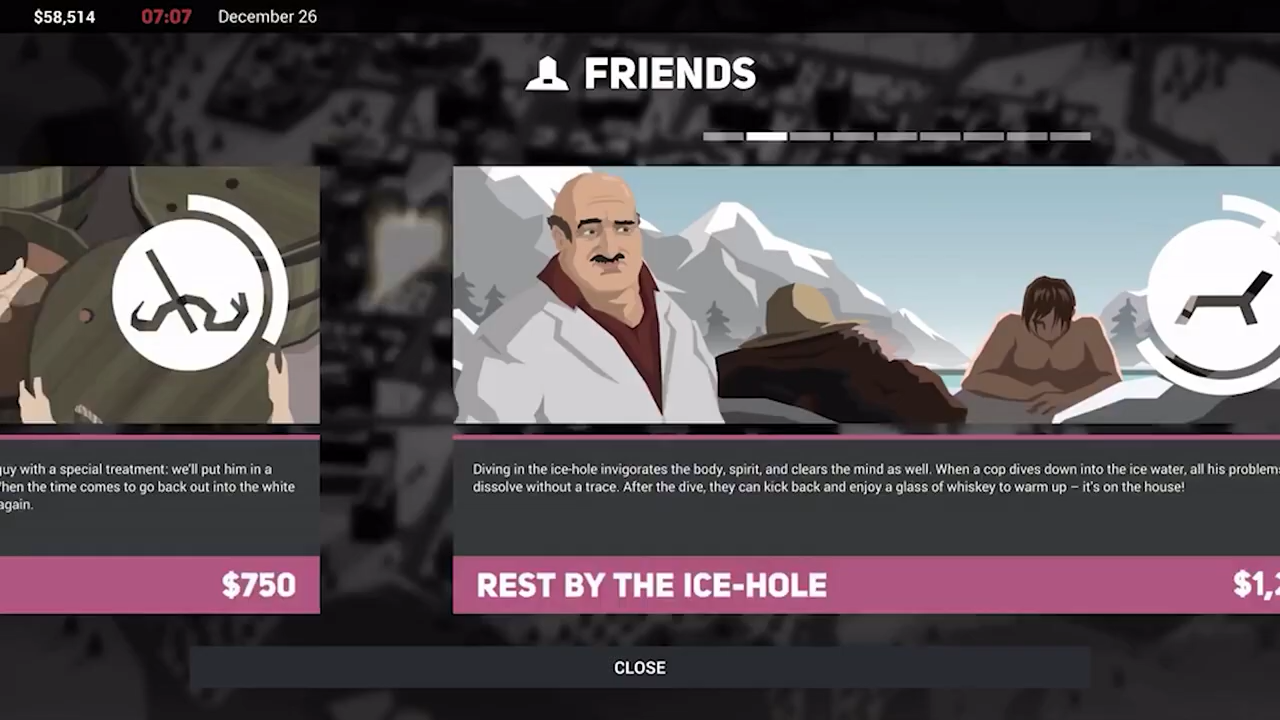 $58,514 07:07 December 26
FRIENDS
guy with a special treatment: we'll put him in a
When the time comes to go back out into the white
again.
$750
Diving in the ice-hole invigorates the body, spirit, and clears the mind as well. When a cop dives down into the ice water, all his problems
dissolve without a trace. After the dive, they can kick back and enjoy a glass of whiskey to warm up – it's on the house!
REST BY THE ICE-HOLE
$1,2
CLOSE